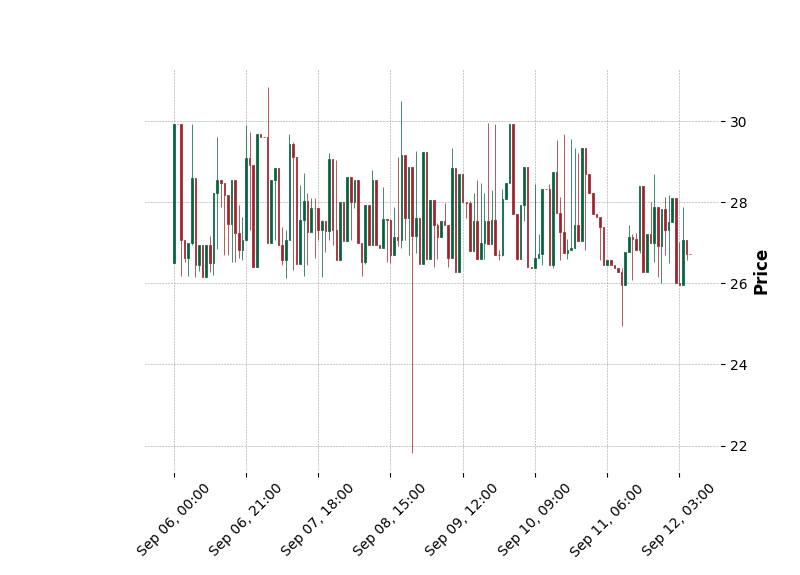 30
28
26
24
22
Price
Sep 06, 00:00
Sep 06, 21:00
Sep 07, 18:00
Sep 08, 15:00
Sep 09, 12:00
Sep 10, 09:00
Sep 11, 06:00
Sep 12, 03:00